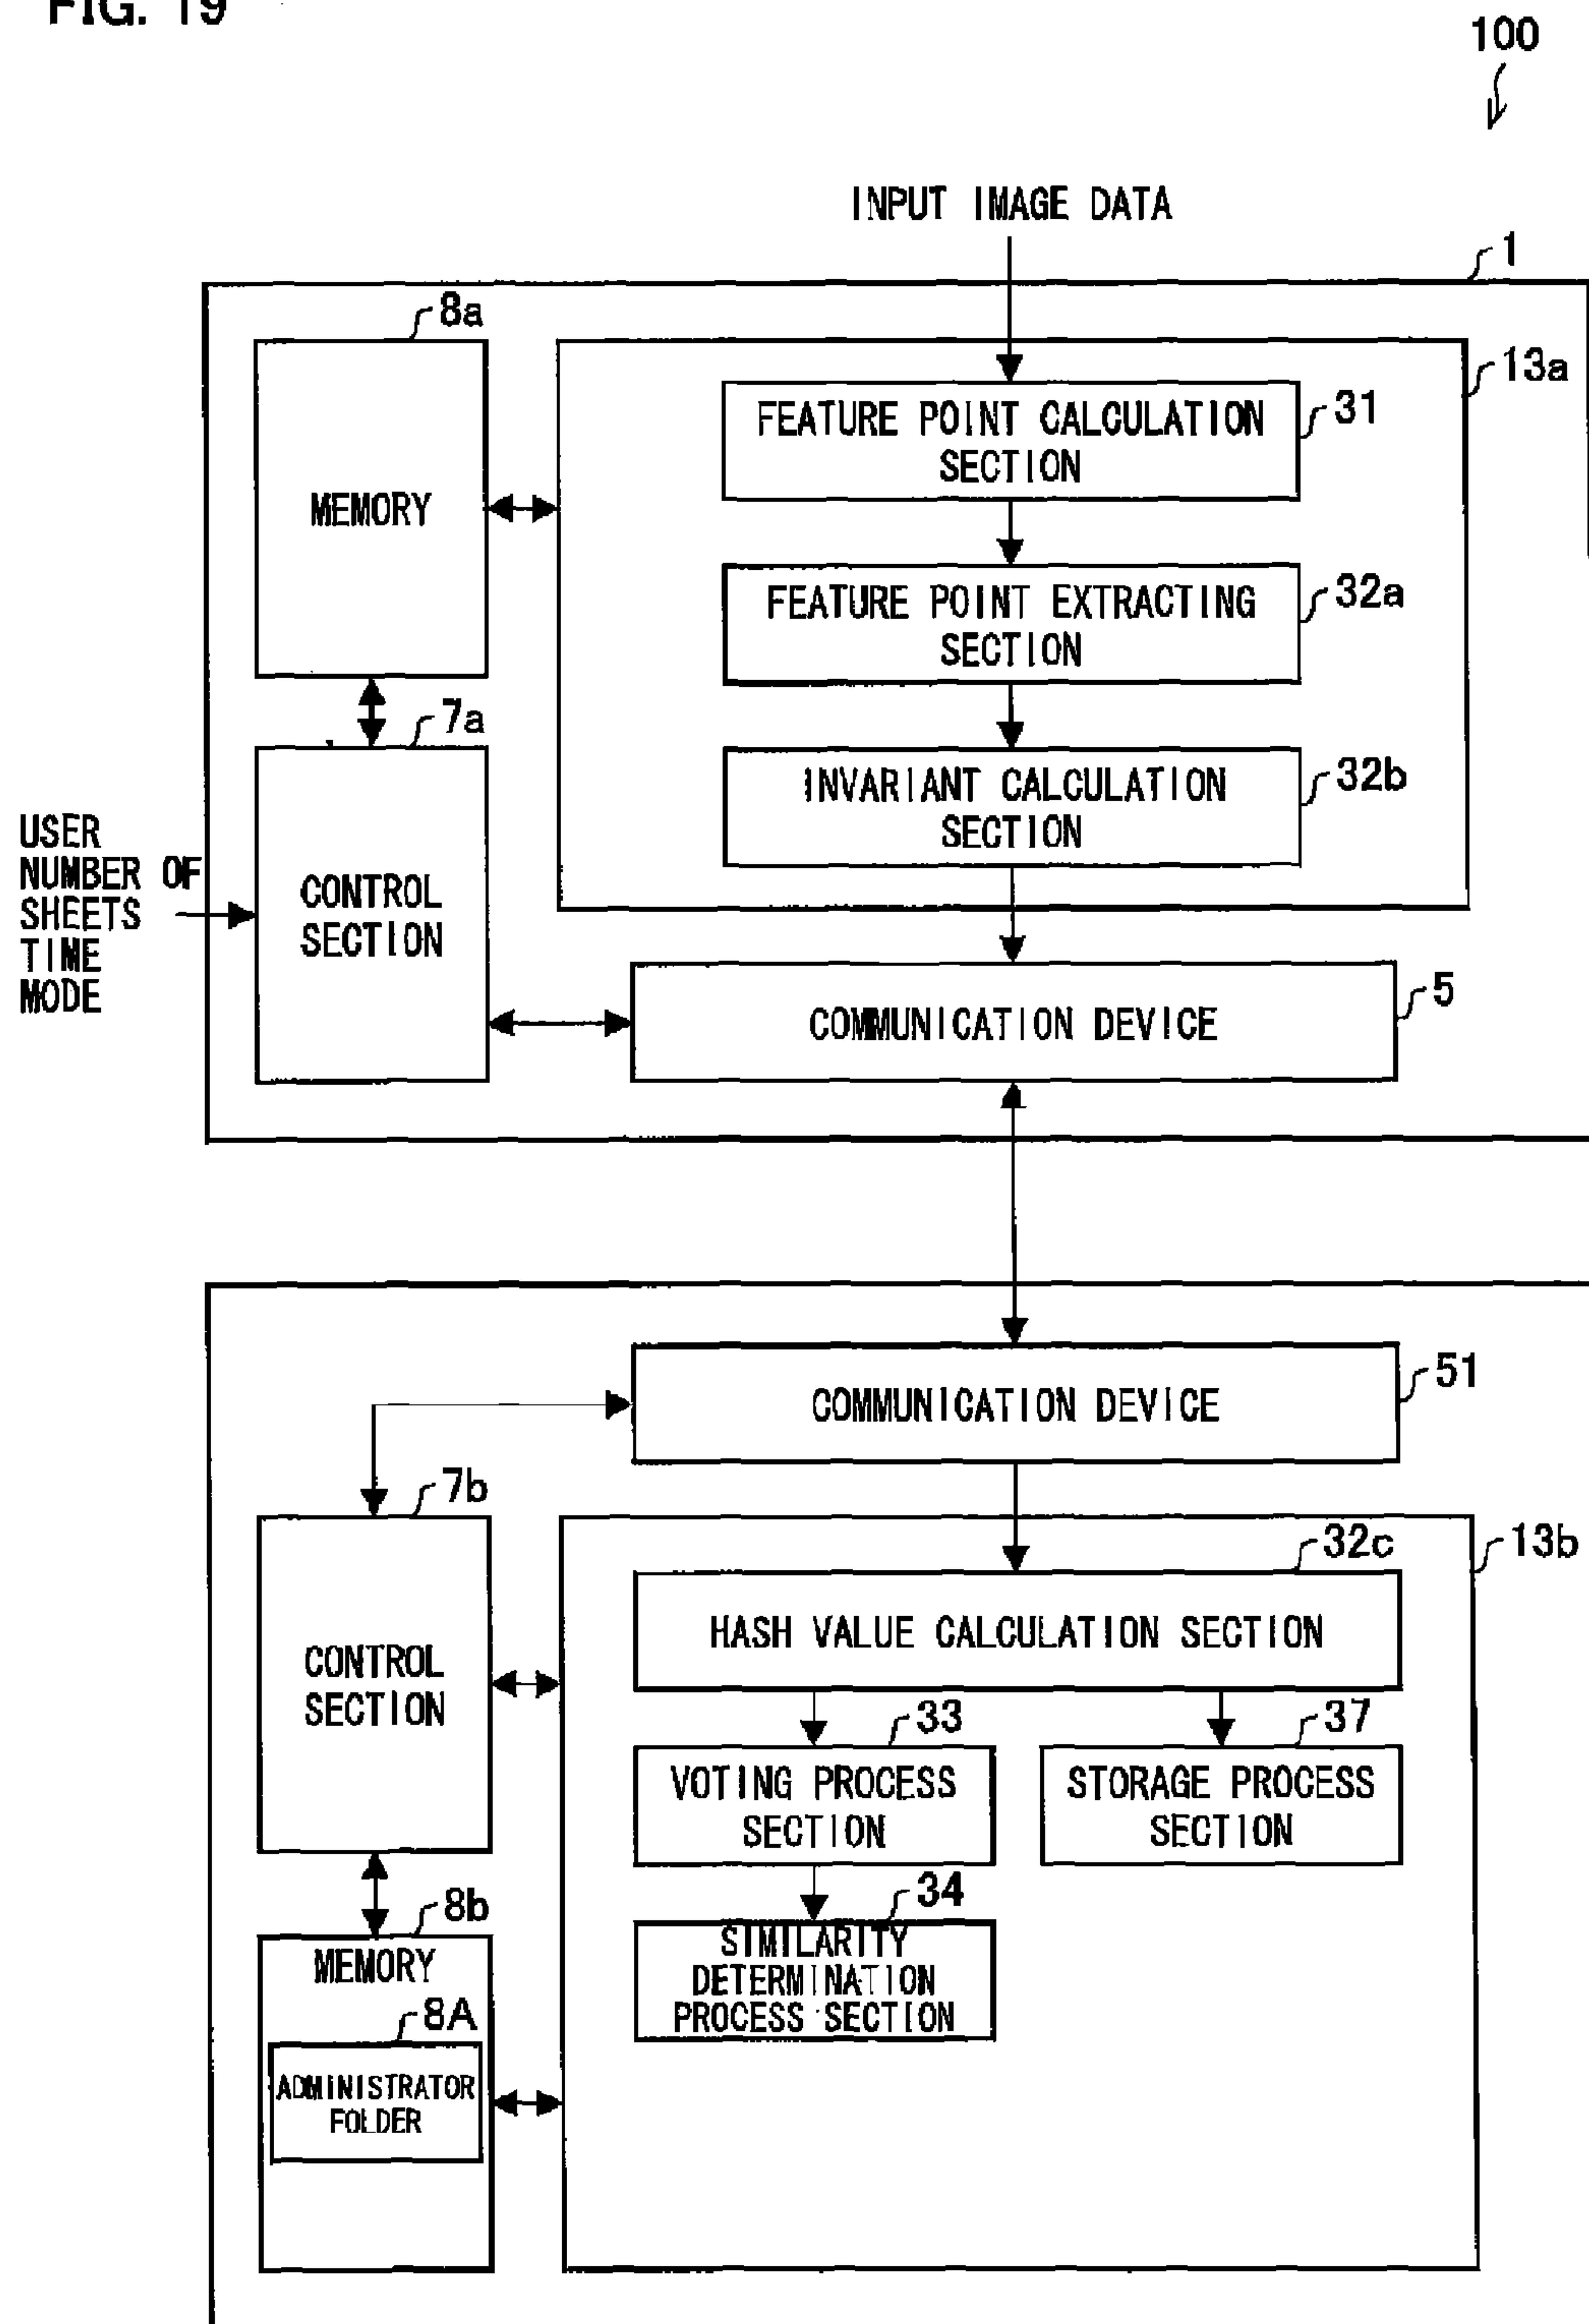 FIG. 19
100
INPUT IMAGE DATA
1
8a
13a
MEMORY
FEATURE POINT CALCULATION
SECTION
31
FEATURE POINT EXTRACTING
SECTION
32a
7a
INVARIANT CALCULATION
SECTION
32b
USER
NUMBER OF
SHEETS
TIME
MODE
CONTROL
SECTION
COMMUNICATION DEVICE
5
COMMUNICATION DEVICE
51
7b
32c
13b
CONTROL
SECTION
HASH VALUE CALCULATION SECTION
33
37
VOTING PROCESS
SECTION
STORAGE PROCESS
SECTION
34
8b
MEMORY
SIMILARITY
DETERMINATION
PROCESS SECTION
8A
ADMINISTRATOR
FOLDER